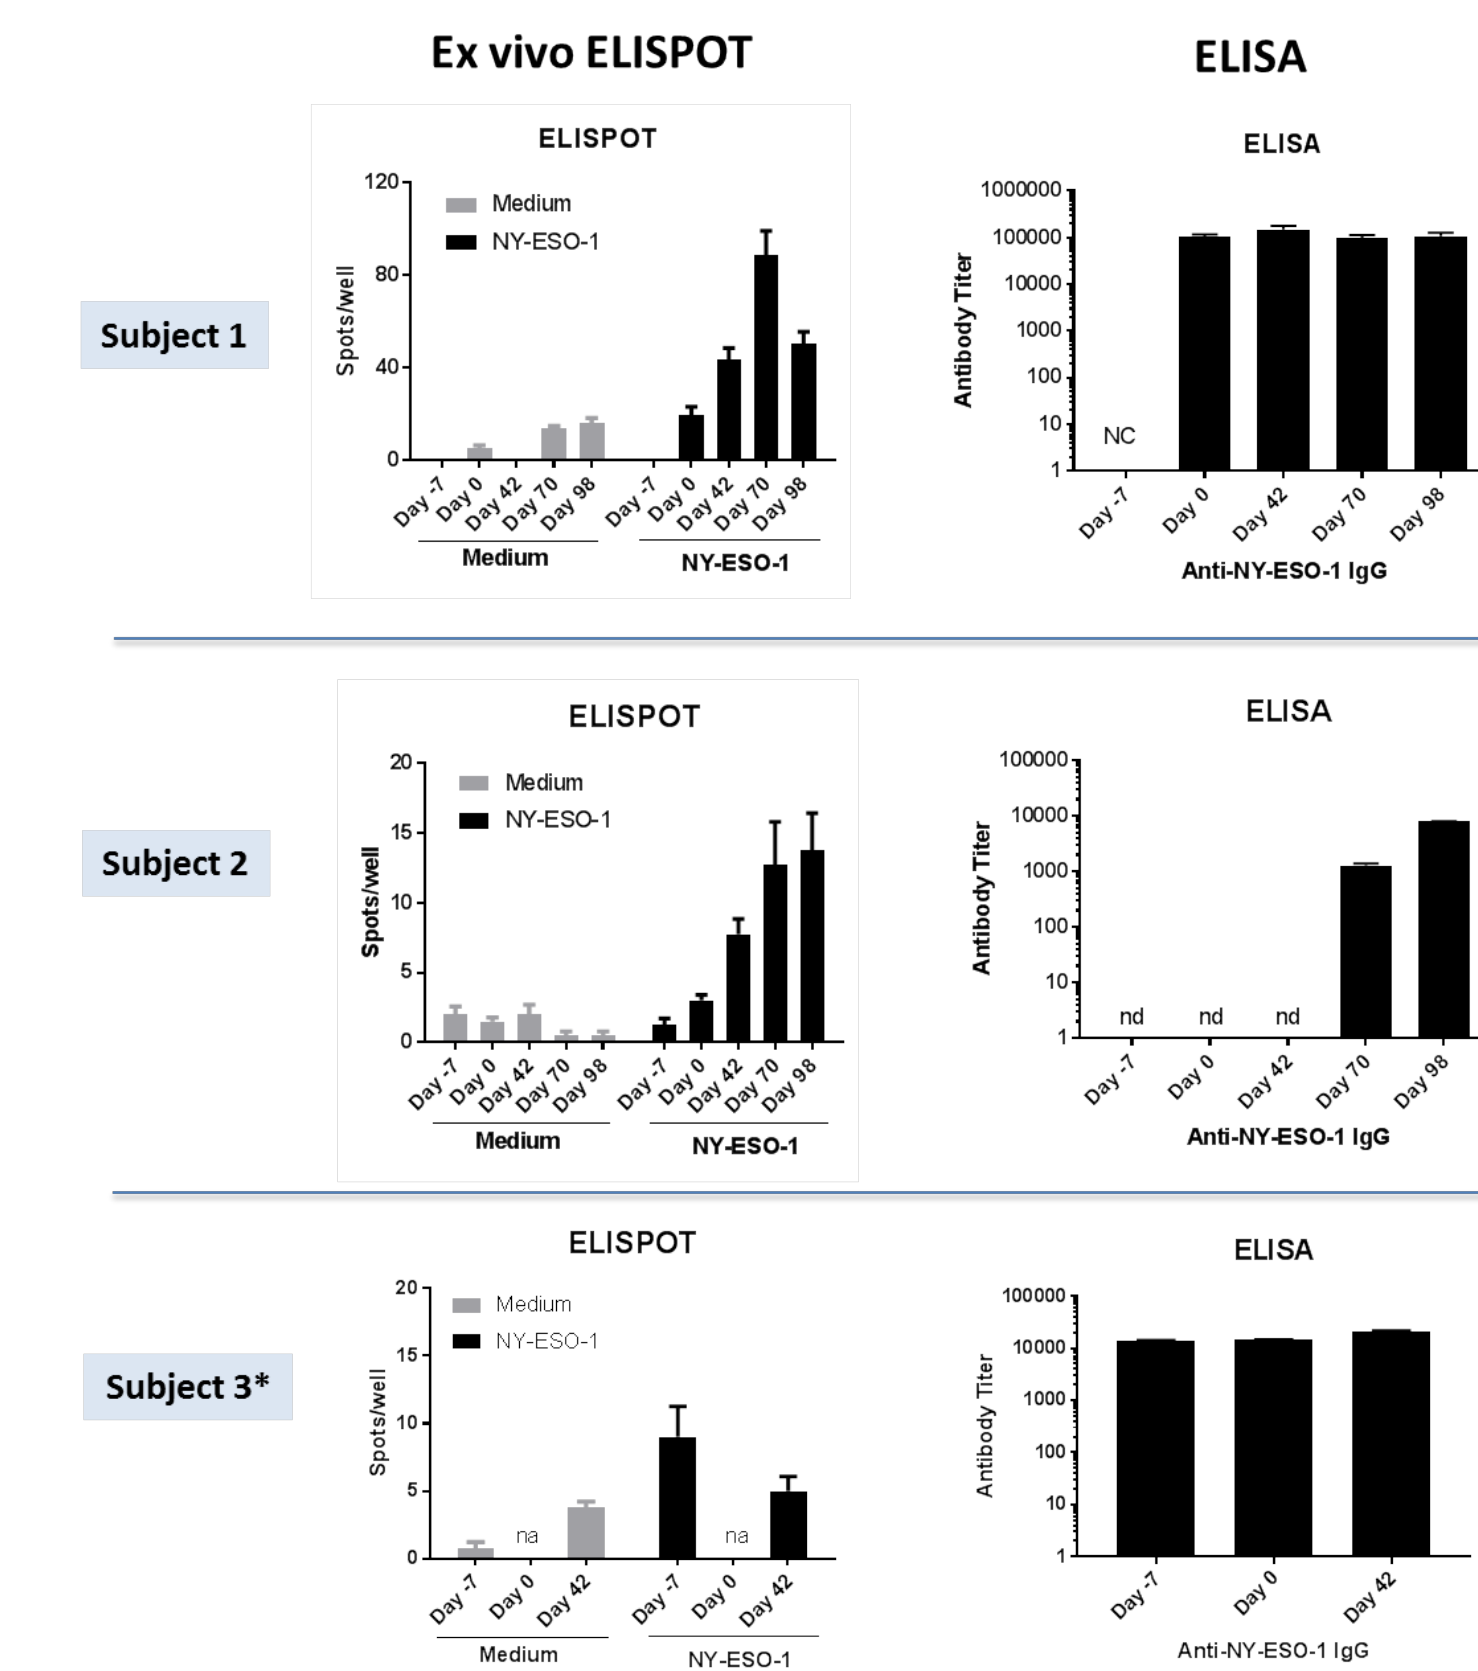 Ex vivo ELISPOT
ELISA
Subject 1
ELISPOT
120
80
40
0
Spots/well
Medium
NY-ESO-1
Day -7
Day 0
Day 42
Day 70
Day 98
Day -7
Day 0
Day 42
Day 70
Day 98
Medium
NY-ESO-1
ELISA
1000000
100000
10000
1000
100
10
1
Antibody Titer
NC
Day -7
Day 0
Day 42
Day 70
Day 98
Anti-NY-ESO-1 IgG
Subject 2
ELISPOT
20
15
10
5
0
Spots/well
Medium
NY-ESO-1
Day -7
Day 0
Day 42
Day 70
Day 98
Day -7
Day 0
Day 42
Day 70
Day 98
Medium
NY-ESO-1
ELISA
100000
10000
1000
100
10
1
Antibody Titer
nd
nd
nd
Day -7
Day 0
Day 42
Day 70
Day 98
Anti-NY-ESO-1 IgG
Subject 3*
ELISPOT
20
15
10
5
0
Spots/well
Medium
NY-ESO-1
na
na
Day -7
Day 0
Day 42
Day -7
Day 0
Day 42
Medium
NY-ESO-1
ELISA
100000
10000
1000
100
10
1
Antibody Titer
Day -7
Day 0
Day 42
Anti-NY-ESO-1 IgG